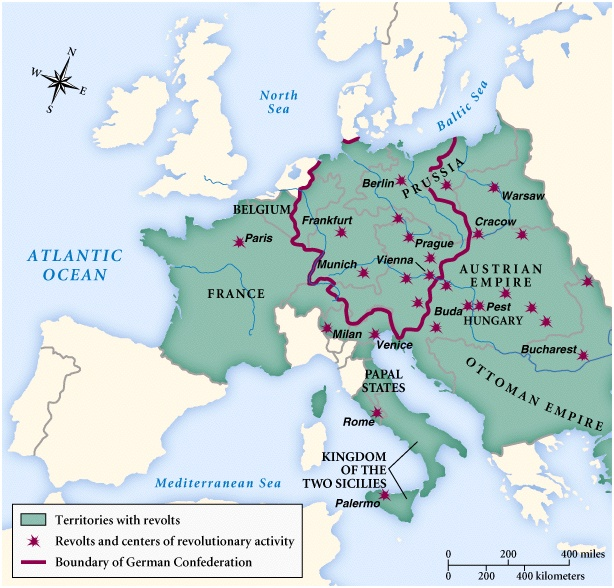 N
W
E
S
North
Sea
Baltic Sea
Berlin
PRUSSIA
Warsaw
BELGIUM
Frankfurt
Cracow
Paris
Prague
ATLANTIC
OCEAN
Munich
Vienna
AUSTRIAN
EMPIRE
FRANCE
Buda
Pest
HUNGARY
Milan
Venice
Bucharest
PAPAL
STATES
OTTOMAN EMPIRE
Rome
KINGDOM
OF THE
TWO SICILIES
Mediterranean Sea
Palermo
Territories with revolts
Revolts and centers of revolutionary activity
Boundary of German Confederation
0 200 400 miles
0 200 400 kilometers